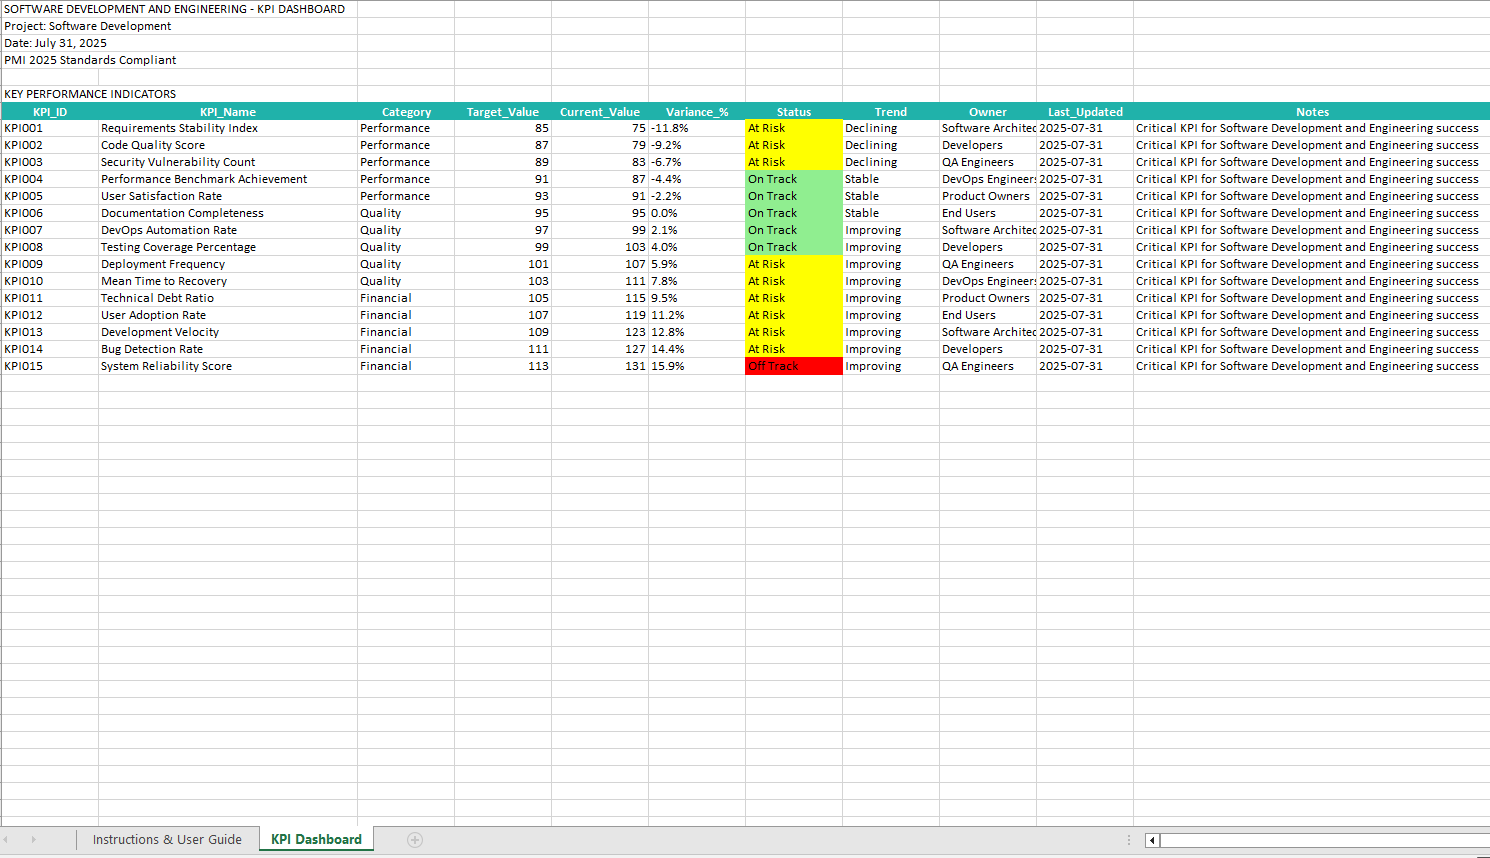 SOFTWARE DEVELOPMENT AND ENGINEERING - KPI DASHBOARD
Project: Software Development
Date: July 31, 2025
PMI 2025 Standards Compliant
KEY PERFORMANCE INDICATORS
KPI_ID KPI_Name Category Target_Value Current_Value Variance_% Status Trend Owner Last_Updated Notes
KPI001 Requirements Stability Index Performance 85 75 -11.8% At Risk Declining Software Architec 2025-07-31 Critical KPI for Software Development and Engineering success
KPI002 Code Quality Score Performance 87 79 -9.2% At Risk Declining Developers 2025-07-31 Critical KPI for Software Development and Engineering success
KPI003 Security Vulnerability Count Performance 89 83 -6.7% At Risk Declining QA Engineers 2025-07-31 Critical KPI for Software Development and Engineering success
KPI004 Performance Benchmark Achievement Performance 91 87 -4.4% On Track Stable DevOps Engineers 2025-07-31 Critical KPI for Software Development and Engineering success
KPI005 User Satisfaction Rate Performance 93 91 -2.2% On Track Stable Product Owners 2025-07-31 Critical KPI for Software Development and Engineering success
KPI006 Documentation Completeness Quality 95 95 0.0% On Track Stable End Users 2025-07-31 Critical KPI for Software Development and Engineering success
KPI007 DevOps Automation Rate Quality 97 99 2.1% On Track Improving Software Architec 2025-07-31 Critical KPI for Software Development and Engineering success
KPI008 Testing Coverage Percentage Quality 99 103 4.0% On Track Improving Developers 2025-07-31 Critical KPI for Software Development and Engineering success
KPI009 Deployment Frequency Quality 101 107 5.9% At Risk Improving QA Engineers 2025-07-31 Critical KPI for Software Development and Engineering success
KPI010 Mean Time to Recovery Quality 103 111 7.8% At Risk Improving DevOps Engineers 2025-07-31 Critical KPI for Software Development and Engineering success
KPI011 Technical Debt Ratio Financial 105 115 9.5% At Risk Improving Product Owners 2025-07-31 Critical KPI for Software Development and Engineering success
KPI012 User Adoption Rate Financial 107 119 11.2% At Risk Improving End Users 2025-07-31 Critical KPI for Software Development and Engineering success
KPI013 Development Velocity Financial 109 123 12.8% At Risk Improving Software Architec 2025-07-31 Critical KPI for Software Development and Engineering success
KPI014 Bug Detection Rate Financial 111 127 14.4% At Risk Improving Developers 2025-07-31 Critical KPI for Software Development and Engineering success
KPI015 System Reliability Score Financial 113 131 15.9% Off Track Improving QA Engineers 2025-07-31 Critical KPI for Software Development and Engineering success
Instructions & User Guide KPI Dashboard